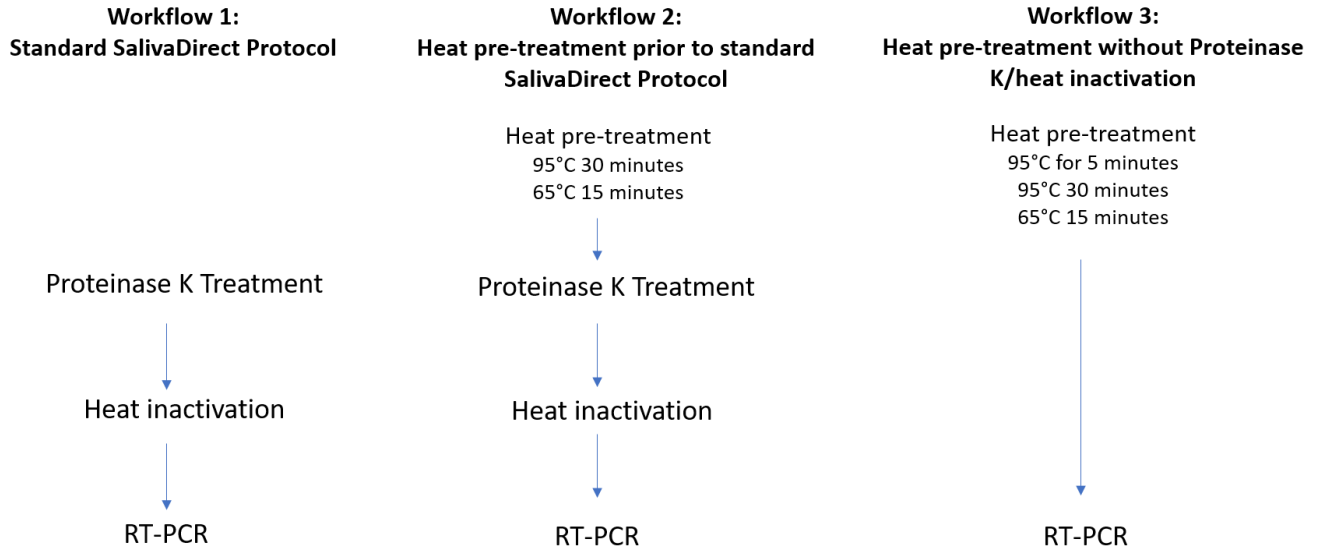 Workflow 1:
Standard SalivaDirect Protocol
Proteinase K Treatment
Heat inactivation
RT-PCR
Workflow 2:
Heat pre-treatment prior to standard
SalivaDirect Protocol
Heat pre-treatment
95°C 30 minutes
65°C 15 minutes
Proteinase K Treatment
Heat inactivation
RT-PCR
Workflow 3:
Heat pre-treatment without Proteinase
K/heat inactivation
Heat pre-treatment
95°C for 5 minutes
95°C 30 minutes
65°C 15 minutes
RT-PCR